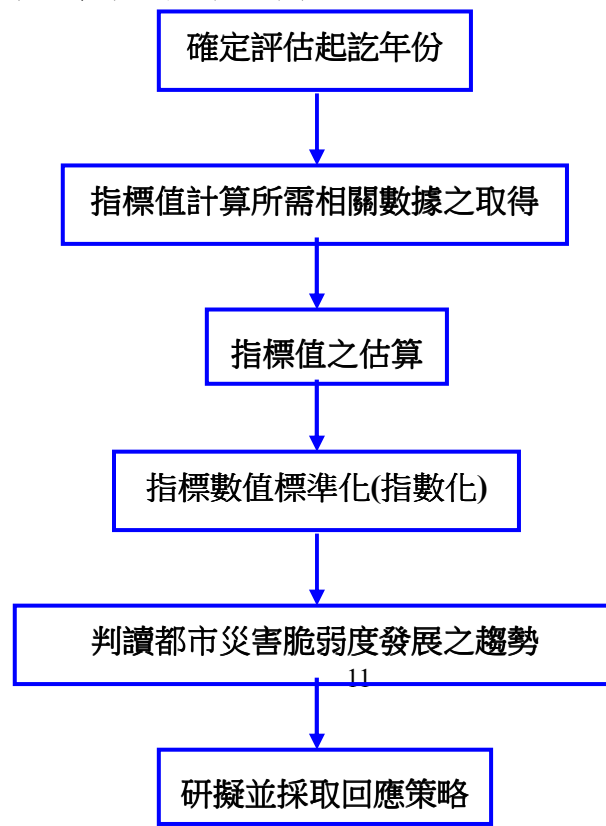 確定評估起訖年份
指標值計算所需相關數據之取得
指標值之估算
指標數值標準化(指數化)
判讀都市災害脆弱度發展之趨勢
11
研擬並採取回應策略